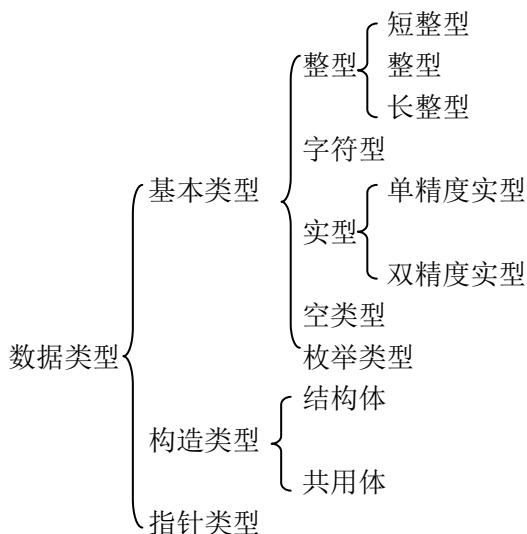 短整型
整型
整型
长整型
字符型
基本类型
单精度实型
实型
双精度实型
空类型
数据类型
枚举类型
结构体
构造类型
共用体
指针类型